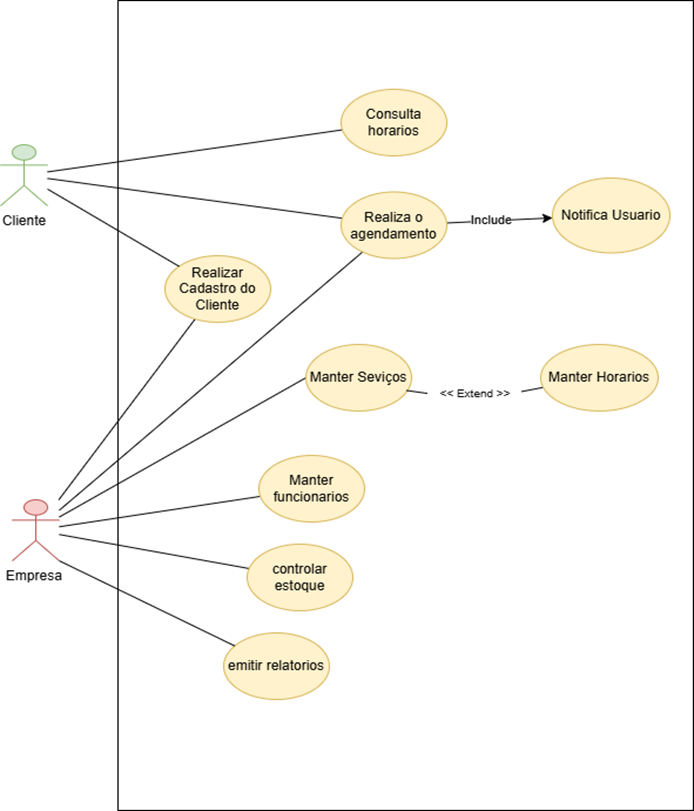 Consulta
horarios
Cliente
Realiza o
agendamento
Include
Notifica Usuario
Realizar
Cadastro do
Cliente
Manter Seviços
<< Extend >>
Manter Horarios
Manter
funcionarios
Empresa
controlar
estoque
emitir relatorios